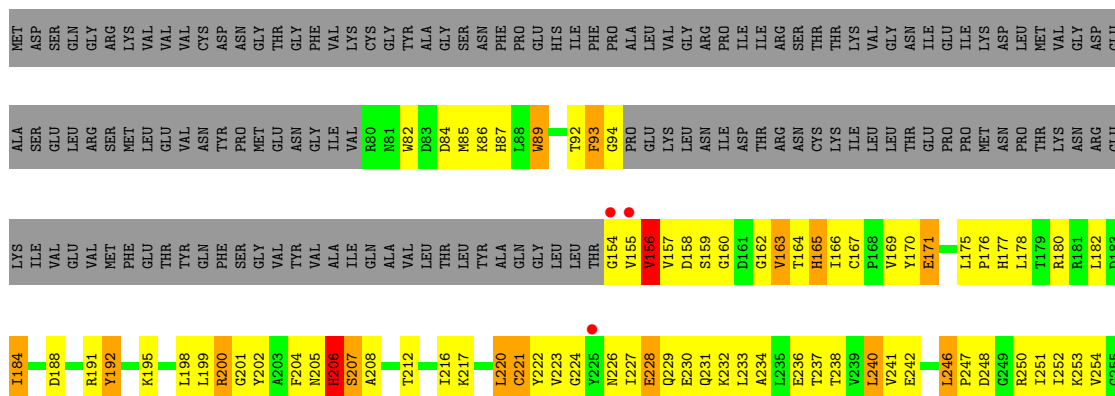 MET ASP SER GLN GLY ARG LYS VAL VAL VAL CYS ASP ASN GLY THR GLY PHE VAL LYS CYS GLY TYR ALA GLY SER ASN PHE PRO GLU HIS ILE PHE PRO ALA LEU VAL GLY ARG PRO ILE ILE ARG SER THR THR LYS VAL GLY ASN ILE GLU ILE LYS ASP LEU MET VAL GLY ASP GLU
ALA SER GLU LEU ARG SER MET LEU GLU VAL ASN TYR PRO MET GLU ASN GLY ILE VAL R80 N81 W82 D83 D84 M85 K86 H87 L88 W89 T92 F93 G94 PRO GLU LYS LEU ASN ILE ASP THR ARG ASN CYS LYS ILE LEU LEU THR GLU PRO PRO MET ASN PRO THR LYS ASN ARG GLU
LYS ILE VAL GLU VAL MET PHE GLU THR TYR GLN PHE SER GLY VAL TYR VAL ALA ILE GLN ALA VAL LEU THR LEU TYR ALA GLN GLY LEU LEU THR G154 V155 V156 V157 D158 S159 G160 D161 G162 V163 T164 H165 I166 C167 P168 V169 Y170 E171 L175 P176 H177 L178 T179 R180 R181 L182 D183
I184 D188 R191 Y192 K195 L198 L199 R200 G201 Y202 A203 F204 N205 H206 S207 A208 T212 I216 K217 L220 C221 Y222 V223 G224 Y225 N226 I227 E228 Q229 E230 Q231 K232 L233 A234 L235 E236 T237 T238 V239 L240 V241 E242 L246 P247 D248 G249 R250 I251 I252 K253 V254 G255